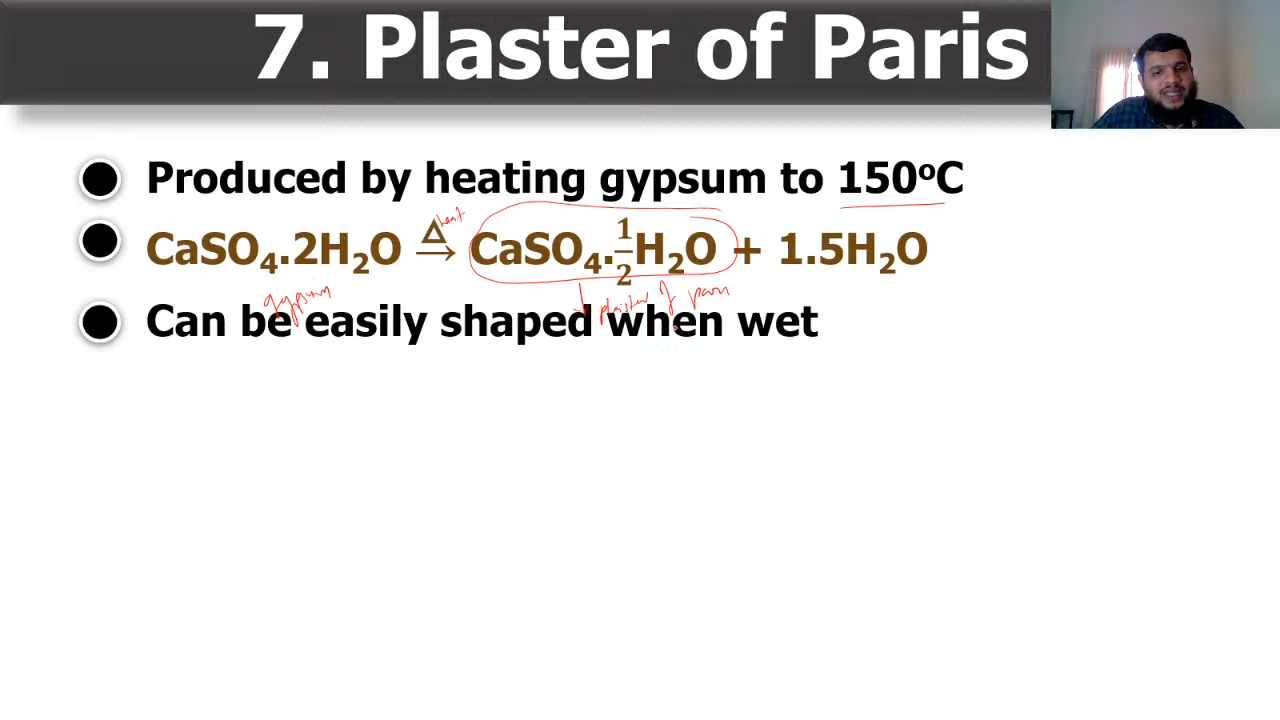 7. Plaster of Paris
Produced by heating gypsum to 150ºC
heat
CaSO₄.2H₂O →Δ CaSO₄.½H₂O + 1.5H₂O
gypsum
plaster of paris
Can be easily shaped when wet